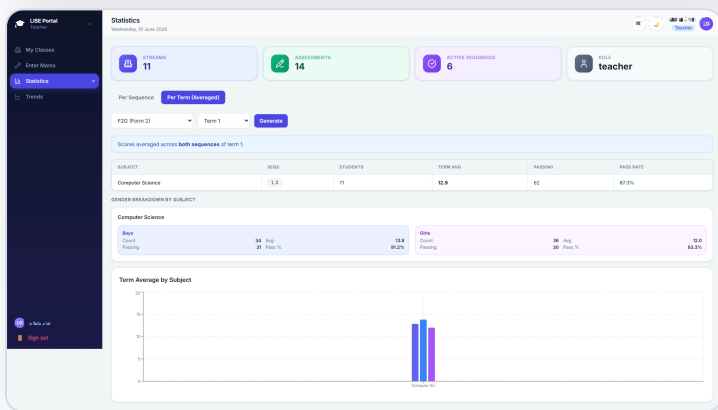 LISE Portal
Teacher
My Classes
Enter Marks
Statistics
Trends
LG
Sign out
Statistics
Wednesday, 10 June 2026
Teacher
LG
STREAMS
11
ASSESSMENTS
14
ACTIVE SEQUENCES
6
ROLE
teacher
Per Sequence Per Term (Averaged)
F2G (Form 2) Term 1 Generate
Scores averaged across both sequences of term 1.
SUBJECT SEQS STUDENTS TERM AVG PASSING PASS RATE
Computer Science 1, 2 71 12.9 62 87.3%
GENDER BREAKDOWN BY SUBJECT
Computer Science
Boys
Count 34 Avg 13.8
Passing 31 Pass % 91.2%
Girls
Count 36 Avg 12.0
Passing 30 Pass % 83.3%
Term Average by Subject
20
15
10
5
0
Computer Sci